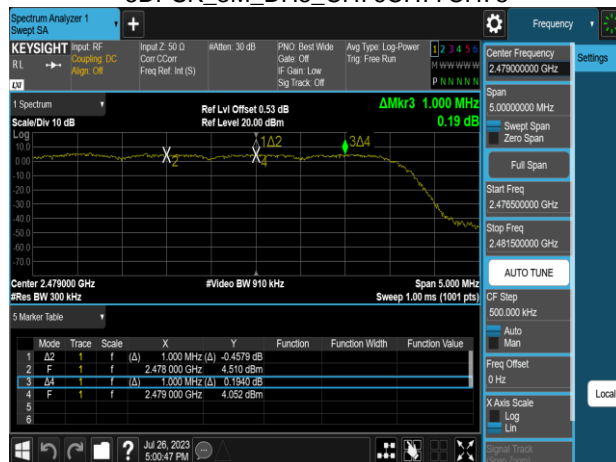 Spectrum Analyzer 1
Swept SA
+
Frequency
KEYSIGHT
RL
LXI
Input: RF
Coupling: DC
Align: Off
Input Z: 50 Ω
Corr CCorr
Freq Ref: Int (S)
#Atten: 30 dB
PNO: Best Wide
Gate: Off
IF Gain: Low
Sig Track: Off
Avg Type: Log-Power
Trig: Free Run
1 2 3 4 5 6
M W W W W W
P N N N N N
Center Frequency
2.479000000 GHz
Settings
Span
5.00000000 MHz
Swept Span
Zero Span
Full Span
Start Freq
2.476500000 GHz
Stop Freq
2.481500000 GHz
AUTO TUNE
CF Step
500.000 kHz
Auto
Man
Freq Offset
0 Hz
X Axis Scale
Log
Lin
Local
Signal Track
(Span Zoom)
1 Spectrum
Scale/Div 10 dB
Ref Lvl Offset 0.53 dB
Ref Level 20.00 dBm
ΔMkr3 1.000 MHz
0.19 dB
Log
10.0
0.00
-10.0
-20.0
-30.0
-40.0
-50.0
-60.0
-70.0
2
1Δ2
4
3Δ4
Center 2.479000 GHz
#Video BW 910 kHz
Span 5.000 MHz
#Res BW 300 kHz
Sweep 1.00 ms (1001 pts)
5 Marker Table
Mode Trace Scale X Y Function Function Width Function Value
1 Δ2 1 f (Δ) 1.000 MHz (Δ) -0.4579 dB
2 F 1 f 2.478 000 GHz 4.510 dBm
3 Δ4 1 f (Δ) 1.000 MHz (Δ) 0.1940 dB
4 F 1 f 2.479 000 GHz 4.052 dBm
5
6
?
Jul 26, 2023
5:00:47 PM